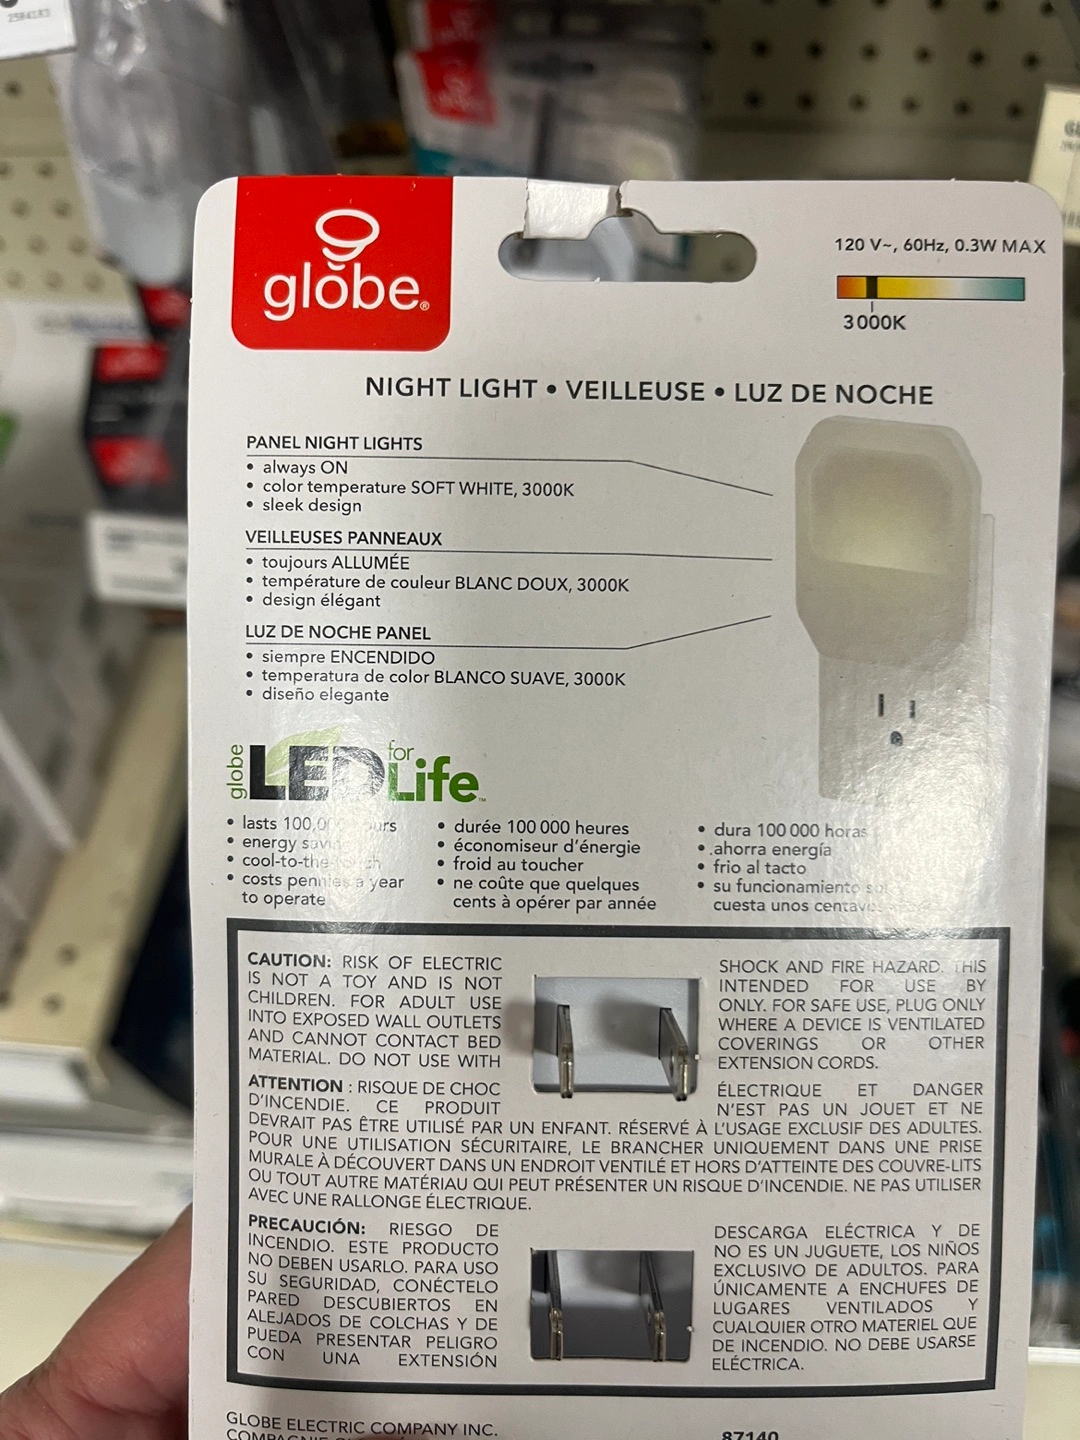 2584183
globe®
120 V~, 60Hz, 0.3W MAX
3000K
NIGHT LIGHT • VEILLEUSE • LUZ DE NOCHE
PANEL NIGHT LIGHTS
• always ON
• color temperature SOFT WHITE, 3000K
• sleek design
VEILLEUSES PANNEAUX
• toujours ALLUMÉE
• température de couleur BLANC DOUX, 3000K
• design élégant
LUZ DE NOCHE PANEL
• siempre ENCENDIDO
• temperatura de color BLANCO SUAVE, 3000K
• diseño elegante
globe LED for Life™
• lasts 100,0
• energy
• cool-to-the
• costs pennies a year
to operate
• durée 100 000 heures
• économiseur d'énergie
• froid au toucher
• ne coûte que quelques
cents à opérer par année
• dura 100 000 horas
• .ahorra energía
• frio al tacto
• su funcionamiento
cuesta unos
CAUTION: RISK OF ELECTRIC
IS NOT A TOY AND IS NOT
CHILDREN. FOR ADULT USE
INTO EXPOSED WALL OUTLETS
AND CANNOT CONTACT BED
MATERIAL. DO NOT USE WITH
SHOCK AND FIRE HAZARD. THIS
INTENDED FOR USE BY
ONLY. FOR SAFE USE, PLUG ONLY
WHERE A DEVICE IS VENTILATED
COVERINGS OR OTHER
EXTENSION CORDS.
ATTENTION : RISQUE DE CHOC
D'INCENDIE. CE PRODUIT
ÉLECTRIQUE ET DANGER
N'EST PAS UN JOUET ET NE
DEVRAIT PAS ÊTRE UTILISÉ PAR UN ENFANT. RÉSERVÉ À L'USAGE EXCLUSIF DES ADULTES.
POUR UNE UTILISATION SÉCURITAIRE, LE BRANCHER UNIQUEMENT DANS UNE PRISE
MURALE À DÉCOUVERT DANS UN ENDROIT VENTILÉ ET HORS D'ATTEINTE DES COUVRE-LITS
OU TOUT AUTRE MATÉRIAU QUI PEUT PRÉSENTER UN RISQUE D'INCENDIE. NE PAS UTILISER
AVEC UNE RALLONGE ÉLECTRIQUE.
PRECAUCIÓN: RIESGO DE
INCENDIO. ESTE PRODUCTO
NO DEBEN USARLO. PARA USO
SU SEGURIDAD, CONÉCTELO
PARED DESCUBIERTOS EN
ALEJADOS DE COLCHAS Y DE
PUEDA PRESENTAR PELIGRO
CON UNA EXTENSIÓN
DESCARGA ELÉCTRICA Y DE
NO ES UN JUGUETE, LOS NIÑOS
EXCLUSIVO DE ADULTOS. PARA
ÚNICAMENTE A ENCHUFES DE
LUGARES VENTILADOS Y
CUALQUIER OTRO MATERIEL QUE
DE INCENDIO. NO DEBE USARSE
ELÉCTRICA.
GLOBE ELECTRIC COMPANY INC.
87140